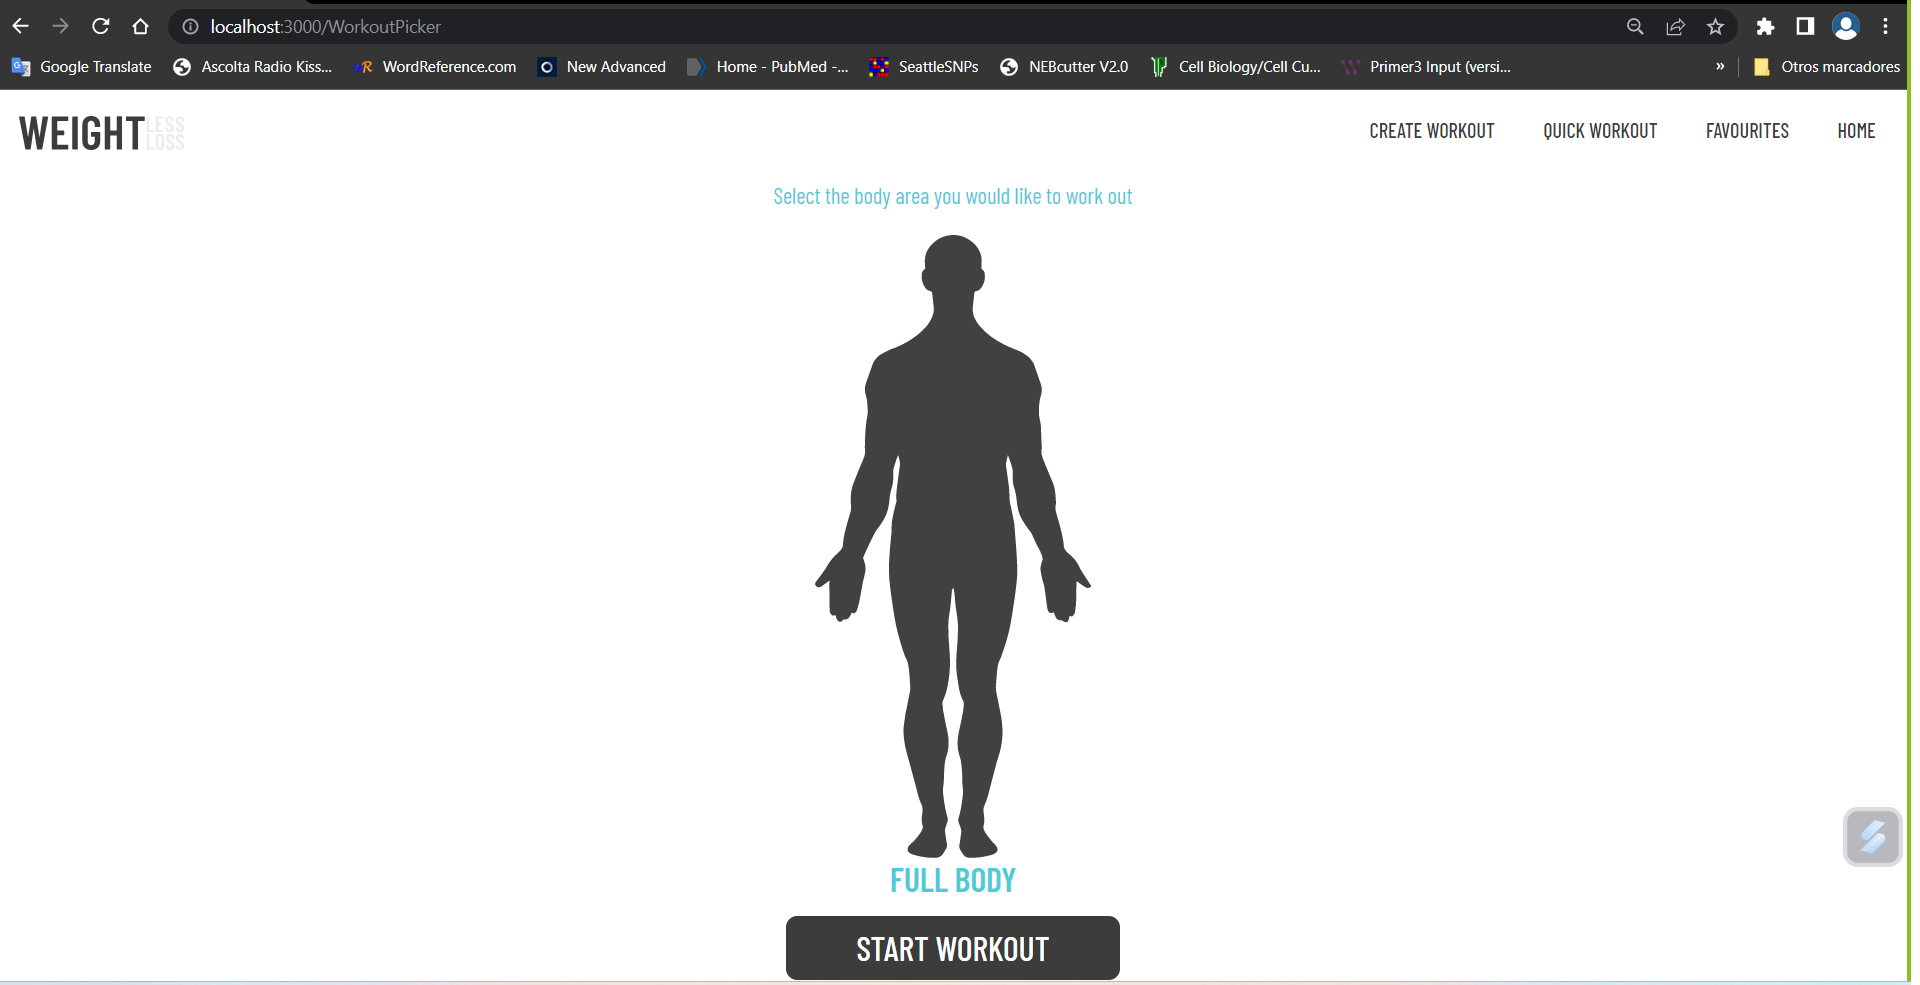 localhost:3000/WorkoutPicker
Google Translate Ascolta Radio Kiss... WordReference.com New Advanced Home - PubMed -... SeattleSNPs NEBcutter V2.0 Cell Biology/Cell Cu... Primer3 Input (versi... » Otros marcadores
WEIGHT LESS LOSS
CREATE WORKOUT QUICK WORKOUT FAVOURITES HOME
Select the body area you would like to work out
FULL BODY
START WORKOUT